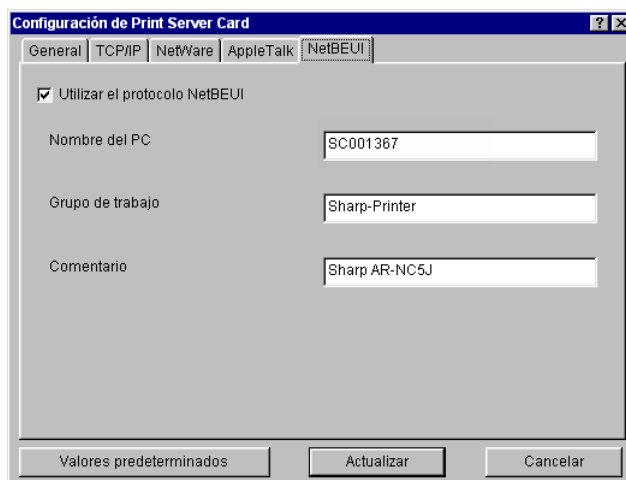 Configuración de Print Server Card
? ×
General TCP/IP NetWare AppleTalk NetBEUI
Utilizar el protocolo NetBEUI
Nombre del PC SC001367
Grupo de trabajo Sharp-Printer
Comentario Sharp AR-NC5J
Valores predeterminados Actualizar Cancelar